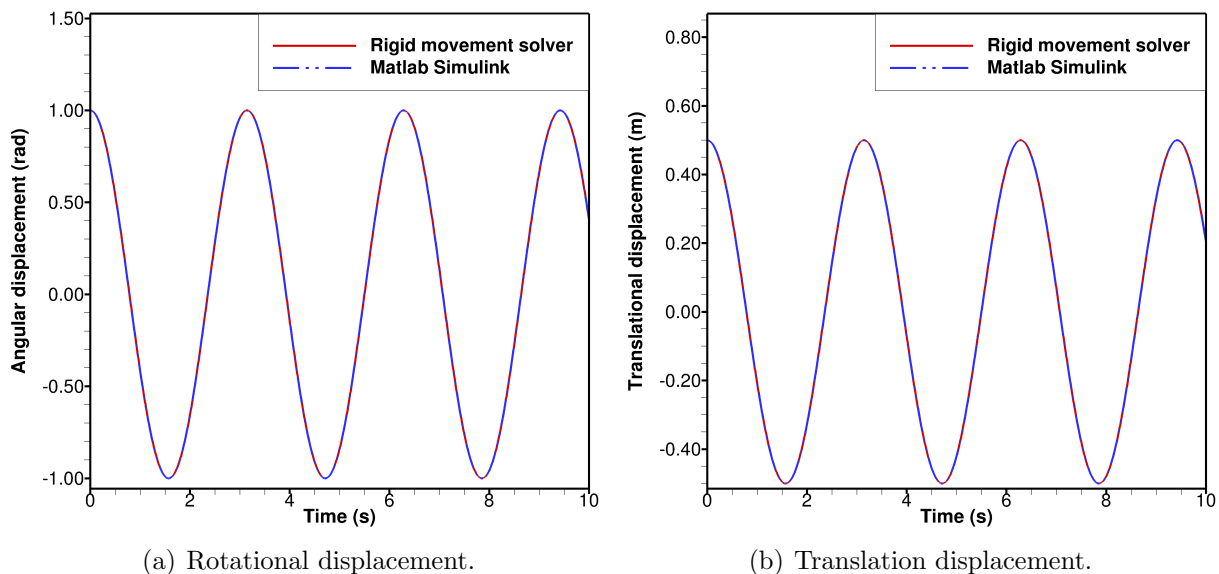 1.50
1.00
0.50
0.00
-0.50
-1.00
Angular displacement (rad)
Rigid movement solver
Matlab Simulink
0 2 4 6 8 10
Time (s)
(a) Rotational displacement.
0.80
0.60
0.40
0.20
0.00
-0.20
-0.40
Translational displacement (m)
Rigid movement solver
Matlab Simulink
0 2 4 6 8 10
Time (s)
(b) Translation displacement.